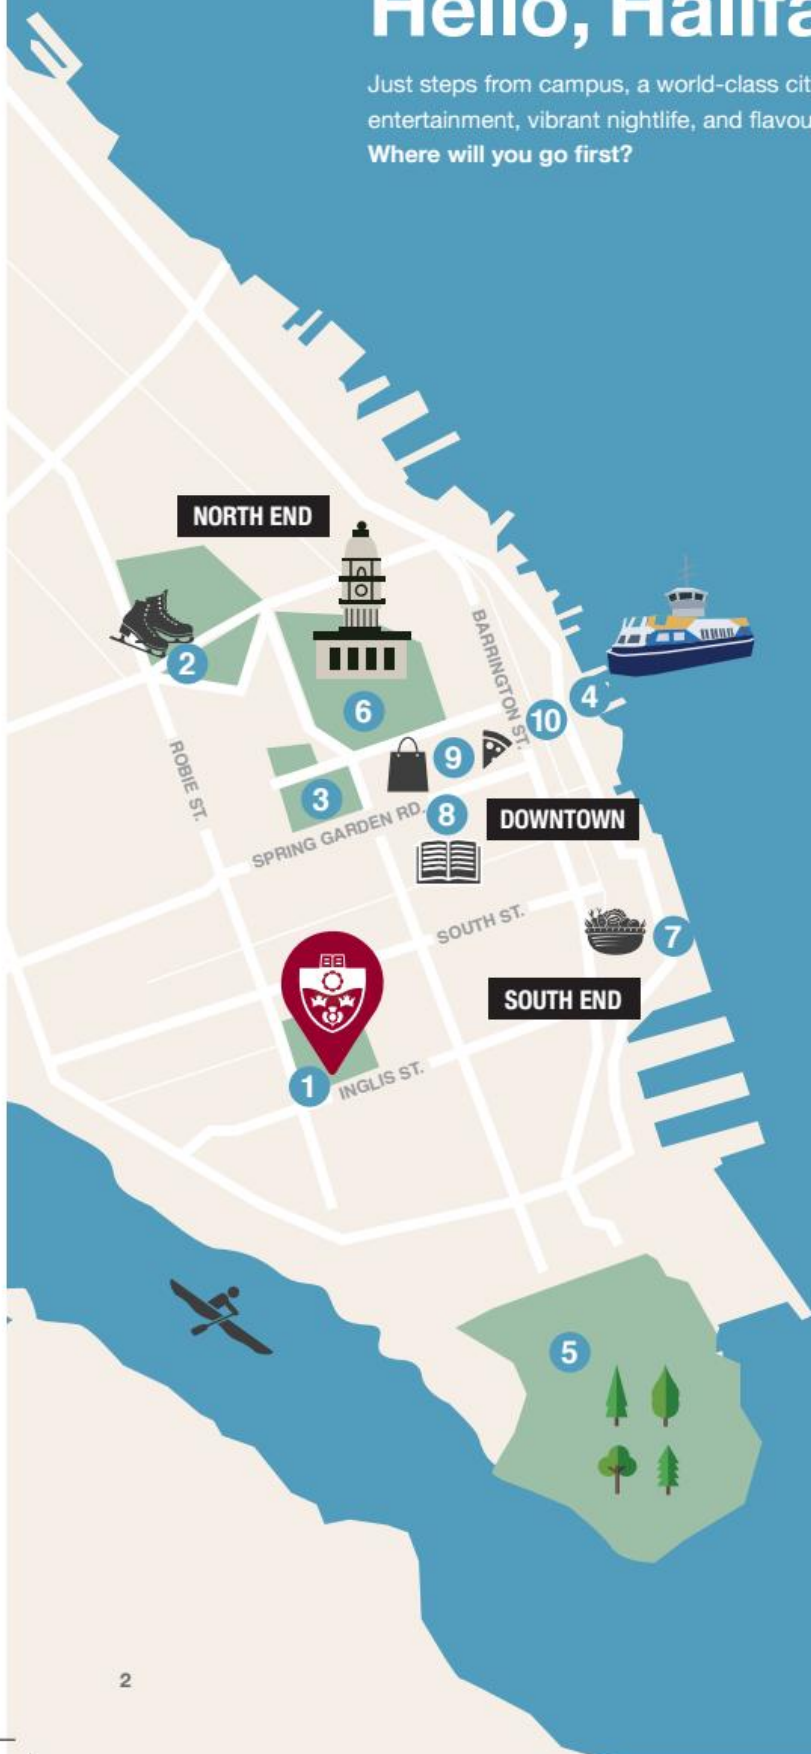 Hello, Halifa
Just steps from campus, a world-class cit
entertainment, vibrant nightlife, and flavou
Where will you go first?
NORTH END
2
6
BARRINGTON ST.
4
10
ROBIE ST.
9
3
8
SPRING GARDEN RD.
DOWNTOWN
SOUTH ST.
7
SOUTH END
1
INGLIS ST.
5
2